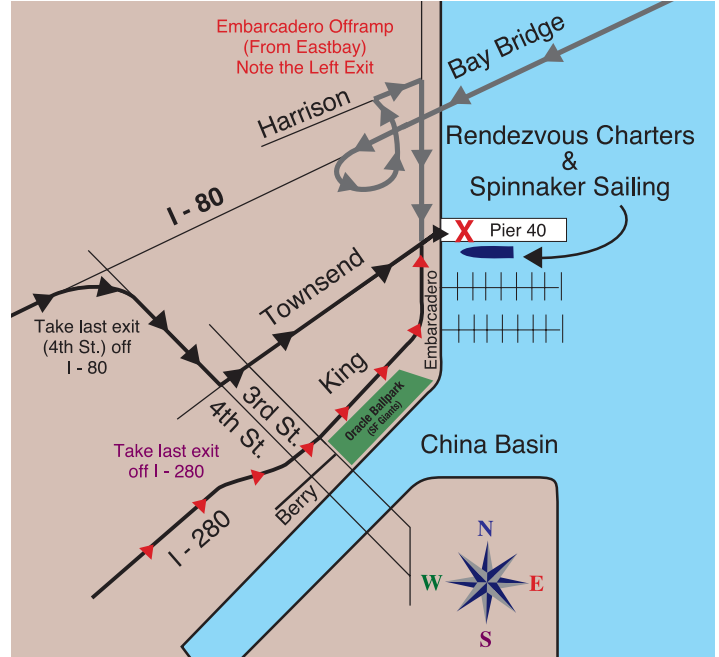 Embarcadero Offramp
(From Eastbay)
Note the Left Exit
Bay Bridge
Harrison
Rendezvous Charters
&
Spinnaker Sailing
I - 80
X
Pier 40
Townsend
Embarcadero
Take last exit
(4th St.) off
I - 80
King
3rd St.
4th St.
Oracle Ballpark
(SF Giants)
Take last exit
off I - 280
China Basin
Berry
I - 280
N
W
E
S